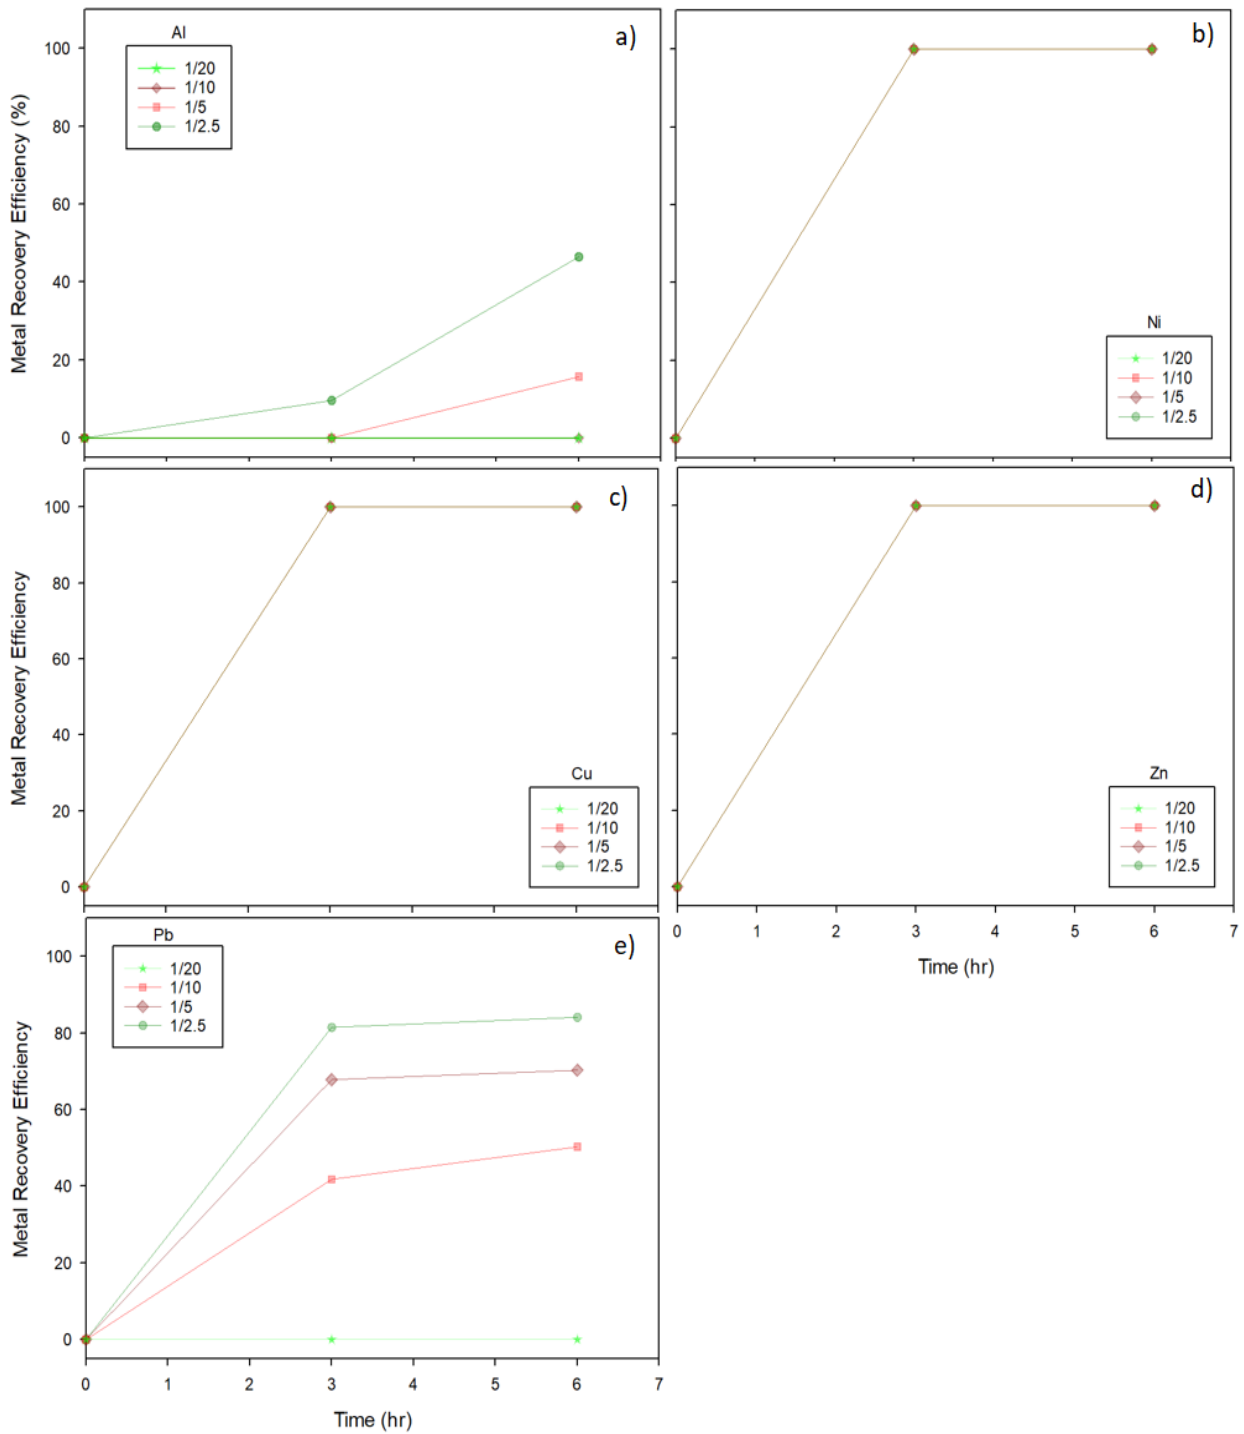 Al
a)
1/20
1/10
1/5
1/2.5
100
80
60
40
20
0
Metal Recovery Efficiency (%)
b)
Ni
1/20
1/10
1/5
1/2.5
c)
100
80
60
40
20
0
Metal Recovery Efficiency
Cu
1/20
1/10
1/5
1/2.5
d)
Zn
1/20
1/10
1/5
1/2.5
0 1 2 3 4 5 6 7
Time (hr)
Pb
e)
1/20
1/10
1/5
1/2.5
100
80
60
40
20
0
Metal Recovery Efficiency
0 1 2 3 4 5 6 7
Time (hr)